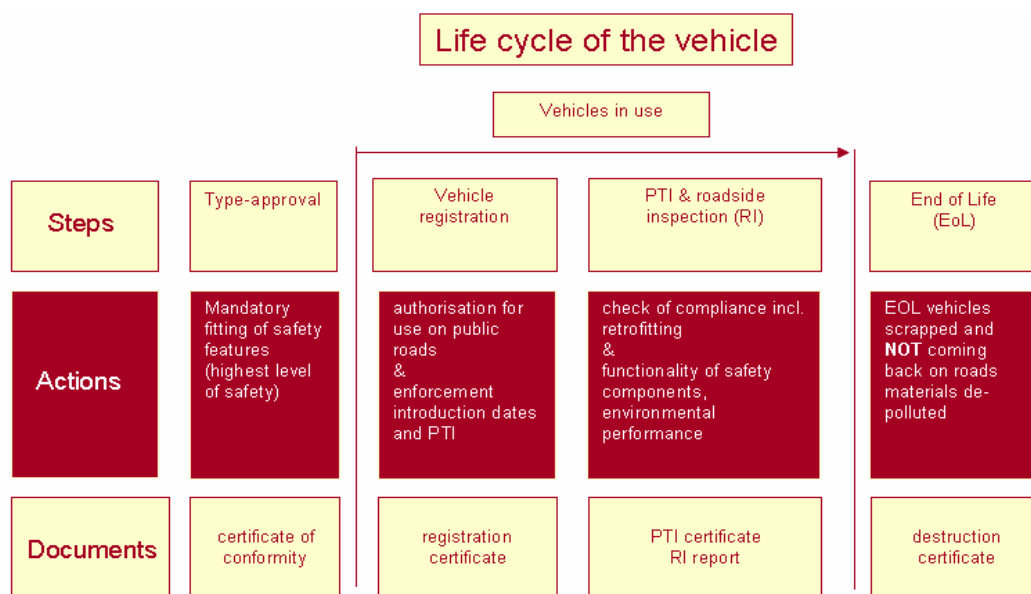 Life cycle of the vehicle
Vehicles in use
Steps
Type-approval
Vehicle
registration
PTI & roadside
inspection (RI)
End of Life
(EoL)
Actions
Mandatory
fitting of safety
features
(highest level
of safety)
authorisation for
use on public
roads
&
enforcement
introduction dates
and PTI
check of compliance incl.
retrofitting
&
functionality of safety
components,
environmental
performance
EOL vehicles
scrapped and
NOT coming
back on roads
materials de-
polluted
Documents
certificate of
conformity
registration
certificate
PTI certificate
RI report
destruction
certificate